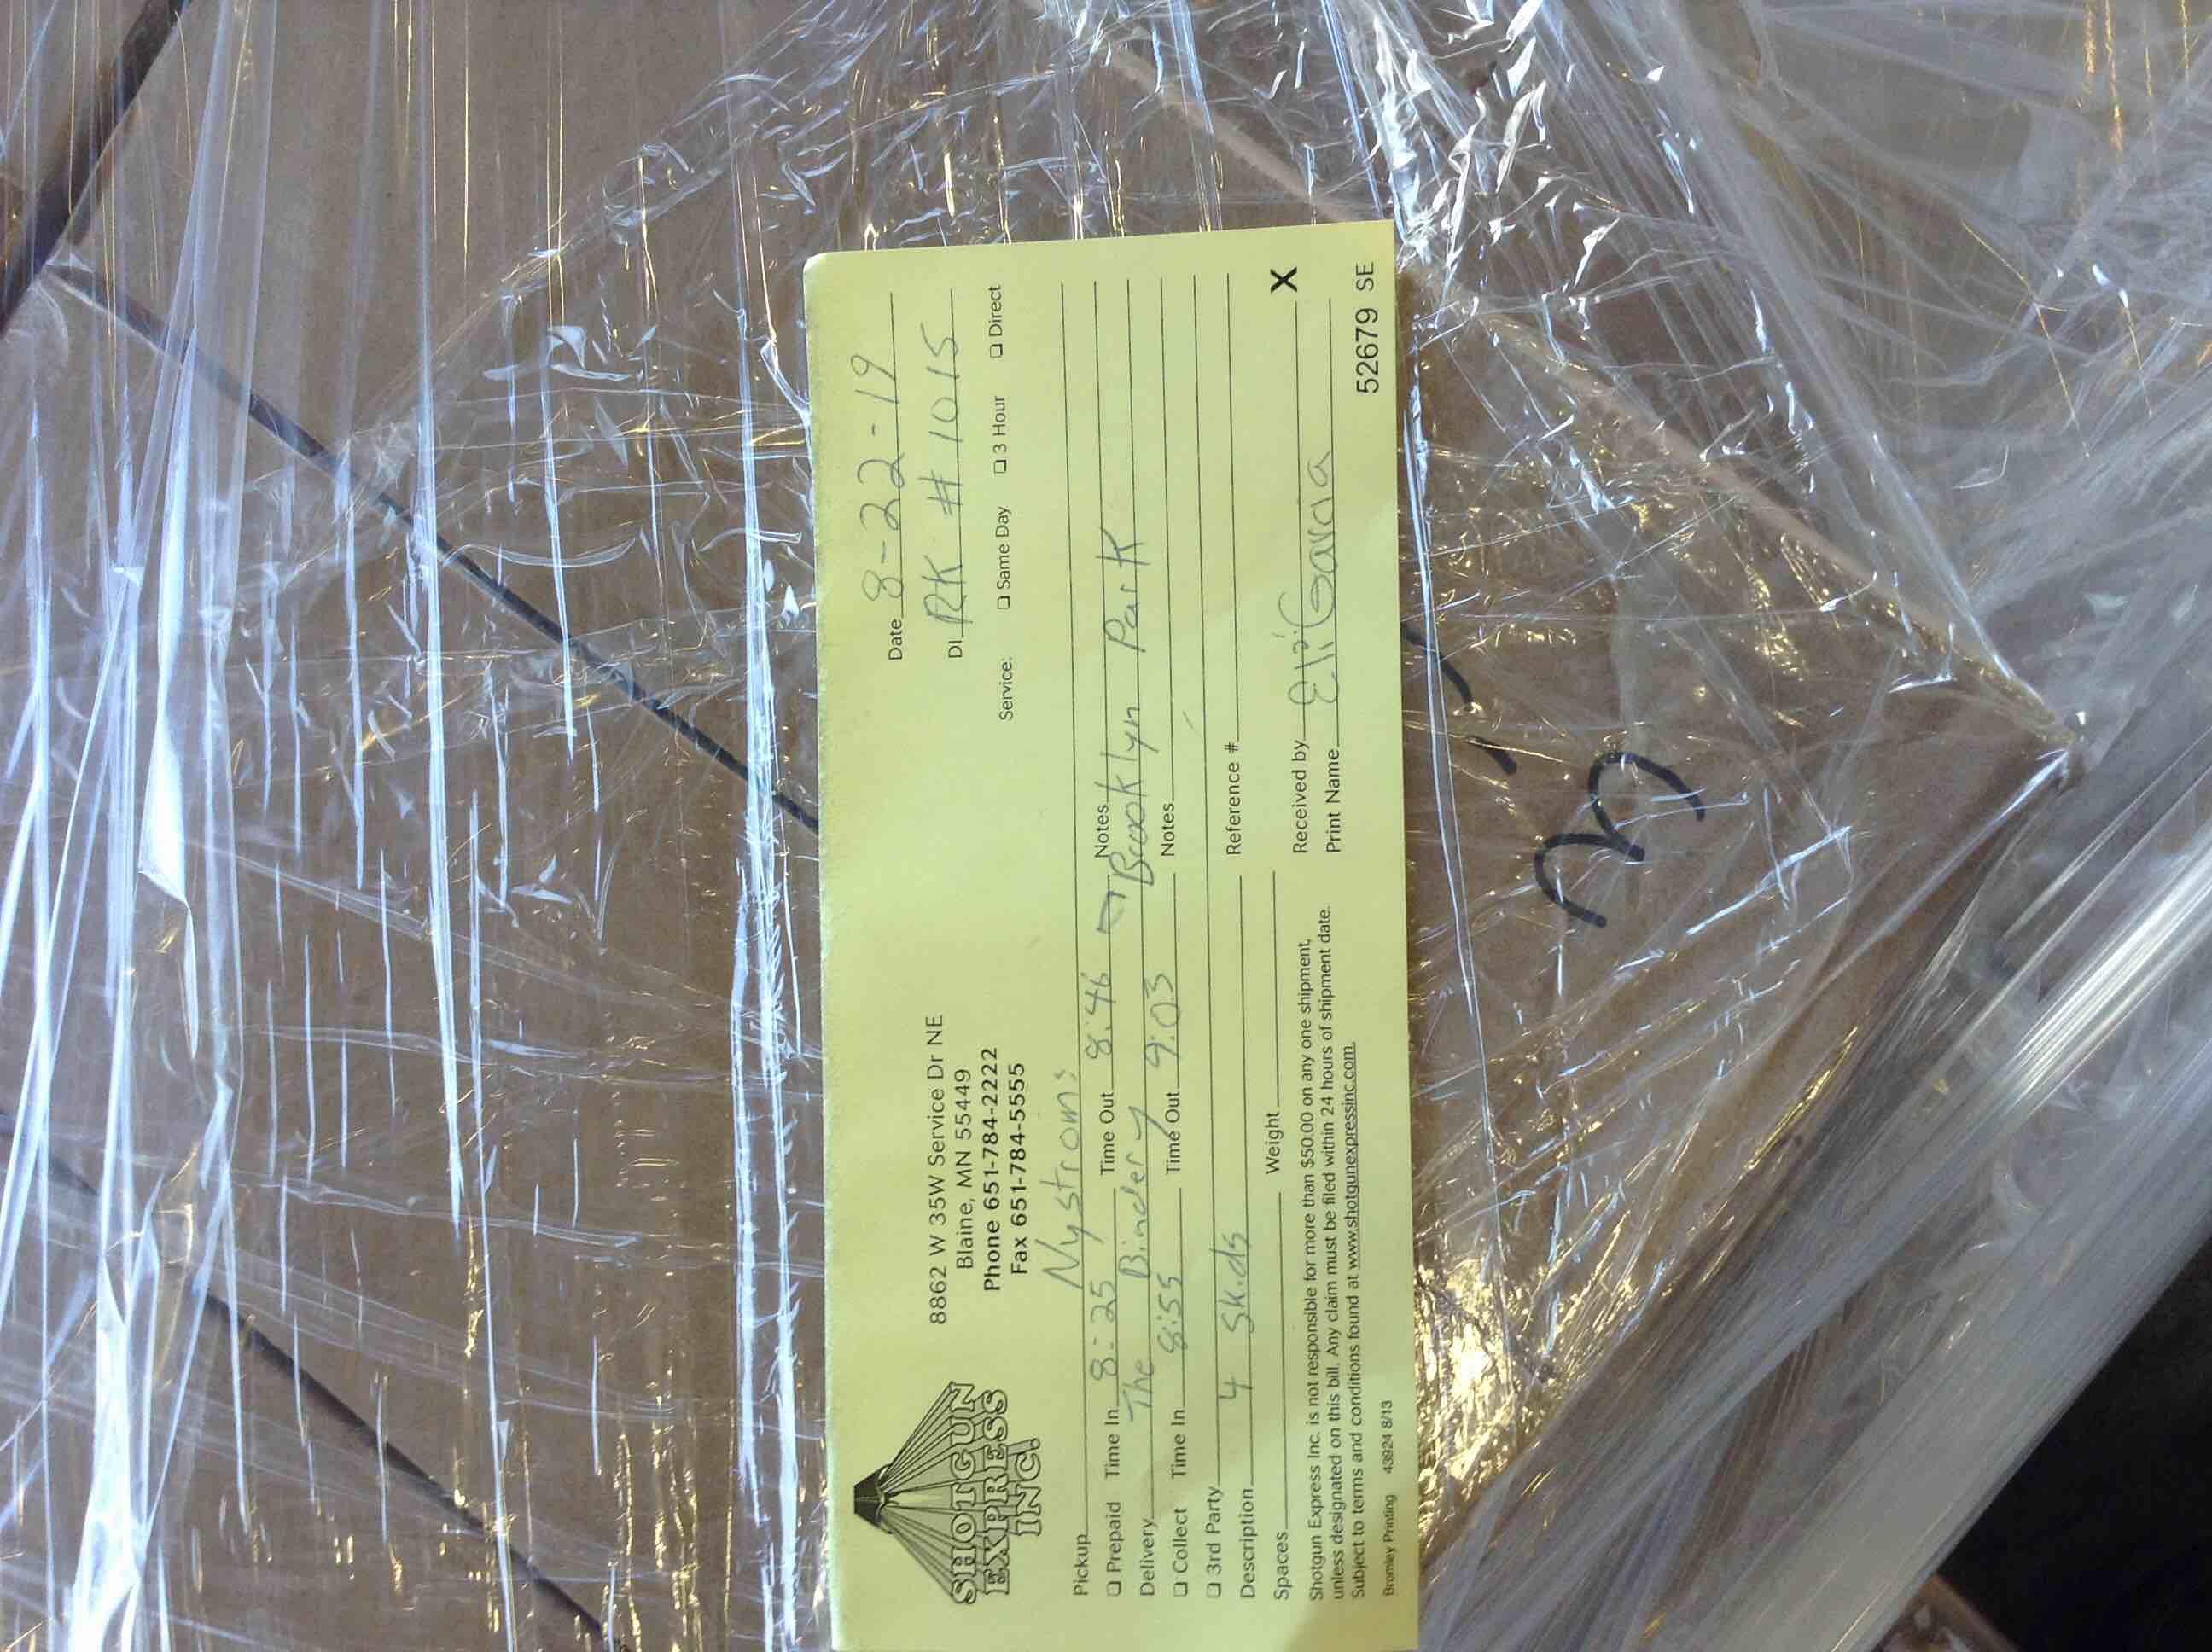 SHOTGUN
EXPRESS
INC.
8862 W 35W Service Dr NE
Blaine, MN 55449
Phone 651-784-2222
Fax 651-784-5555
Date 8-22-19
DI RK #1015
Service: Same Day 3 Hour Direct
Pickup Nystroms
Prepaid Time In 8:25 Time Out 8:46 Notes
Delivery The Bindery Brooklyn Park
Collect Time In 8:55 Time Out 9:03 Notes
3rd Party
Description 4 Skids Reference #
Spaces Weight
Shotgun Express Inc. is not responsible for more than $50.00 on any one shipment,
unless designated on this bill. Any claim must be filed within 24 hours of shipment date.
Subject to terms and conditions found at www.shotgunexpressinc.com.
Received by X
Print Name Eli Garcia
Bromley Printing 43924 8/13
52679 SE